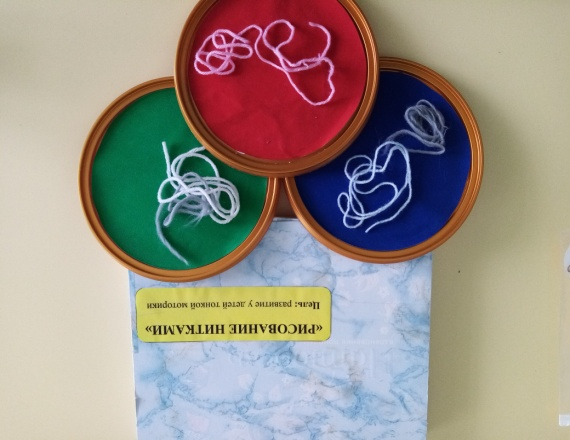 «РИСОВАНИЕ НИТКАМИ»
Цель: развитие у детей тонкой моторики